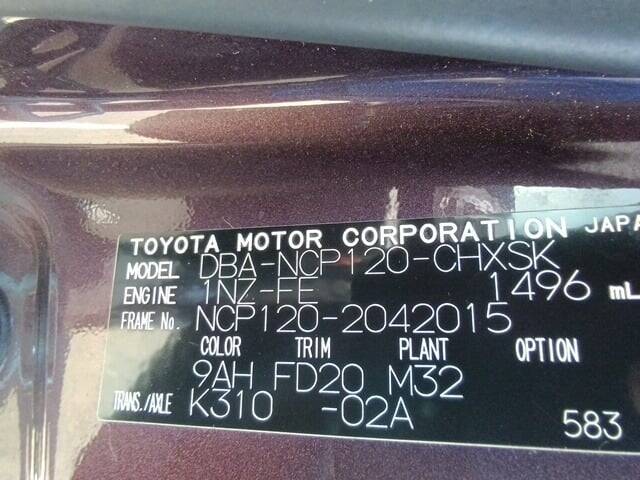 TOYOTA MOTOR CORPORATION JAPA
MODEL DBA-NCP120-CHXSK
ENGINE 1NZ-FE 1496 mL
FRAME No. NCP120-2042015
COLOR TRIM PLANT OPTION
9AH FD20 M32
TRANS./AXLE K310 -02A
583